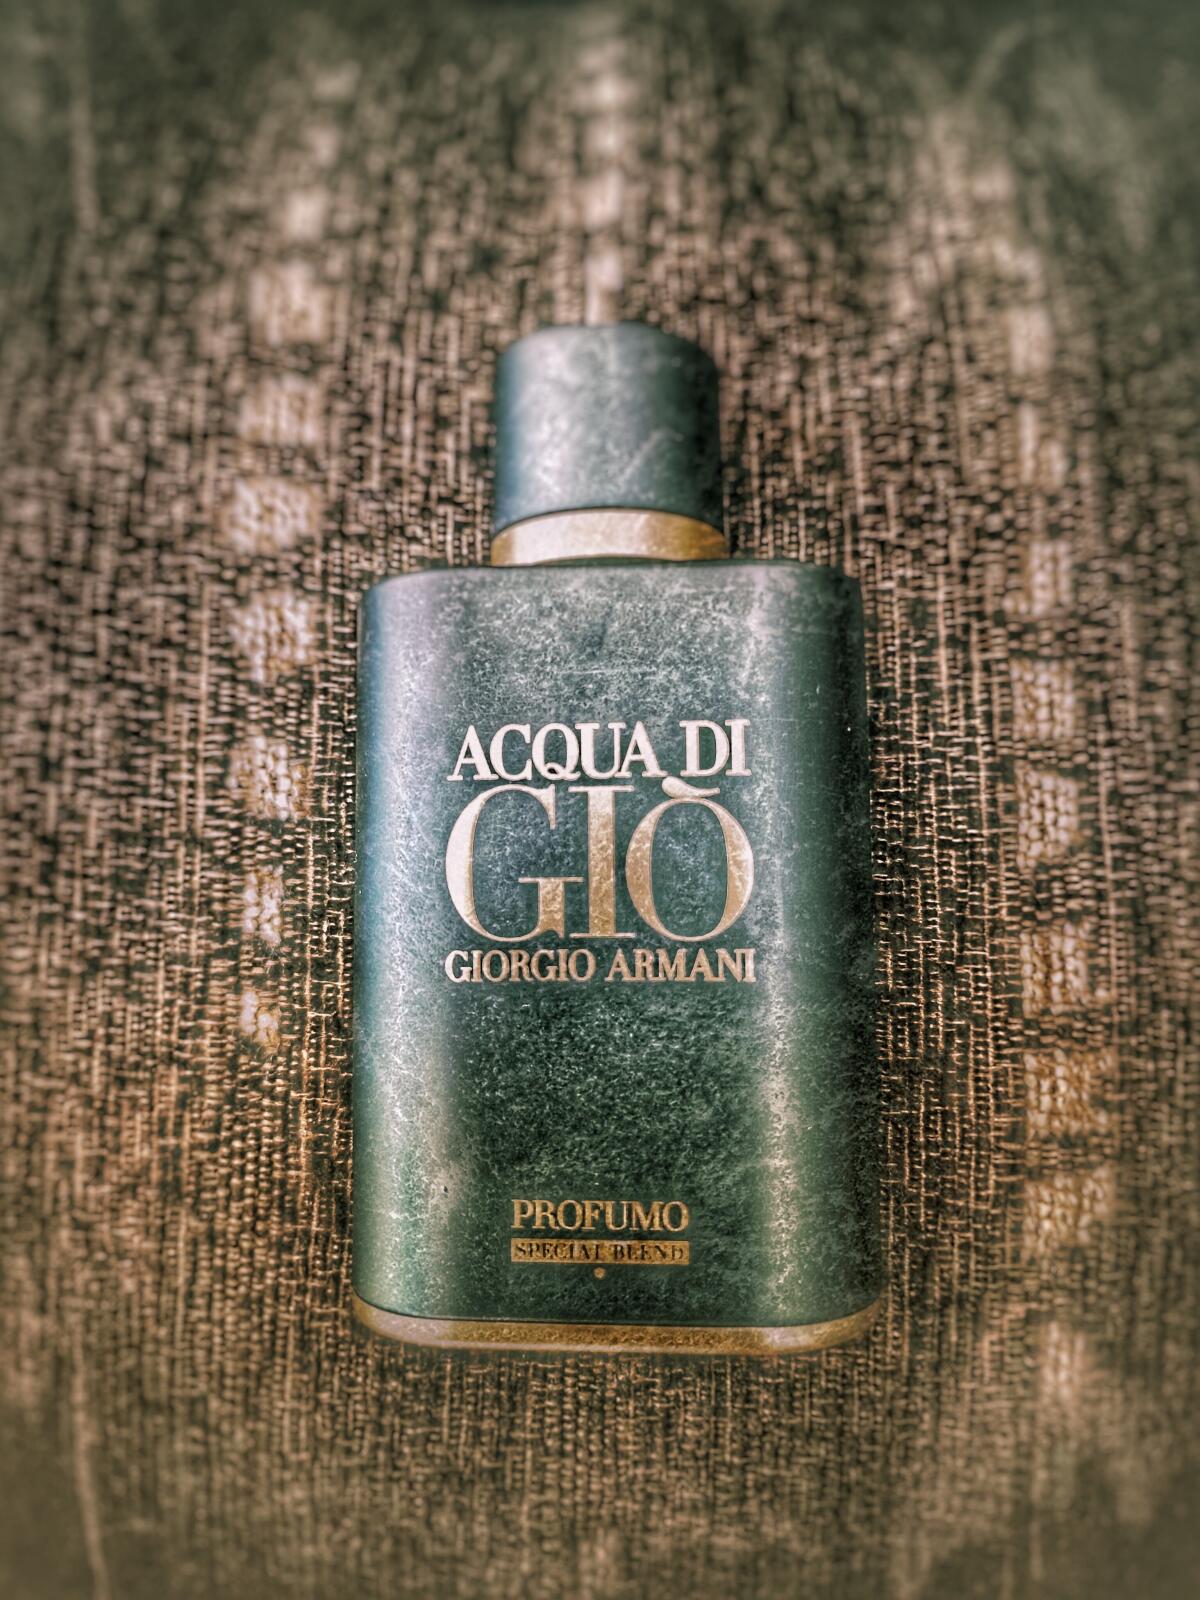 ACQUA DI
GIÒ
GIORGIO ARMANI
PROFUMO
SPECIAL BLEND